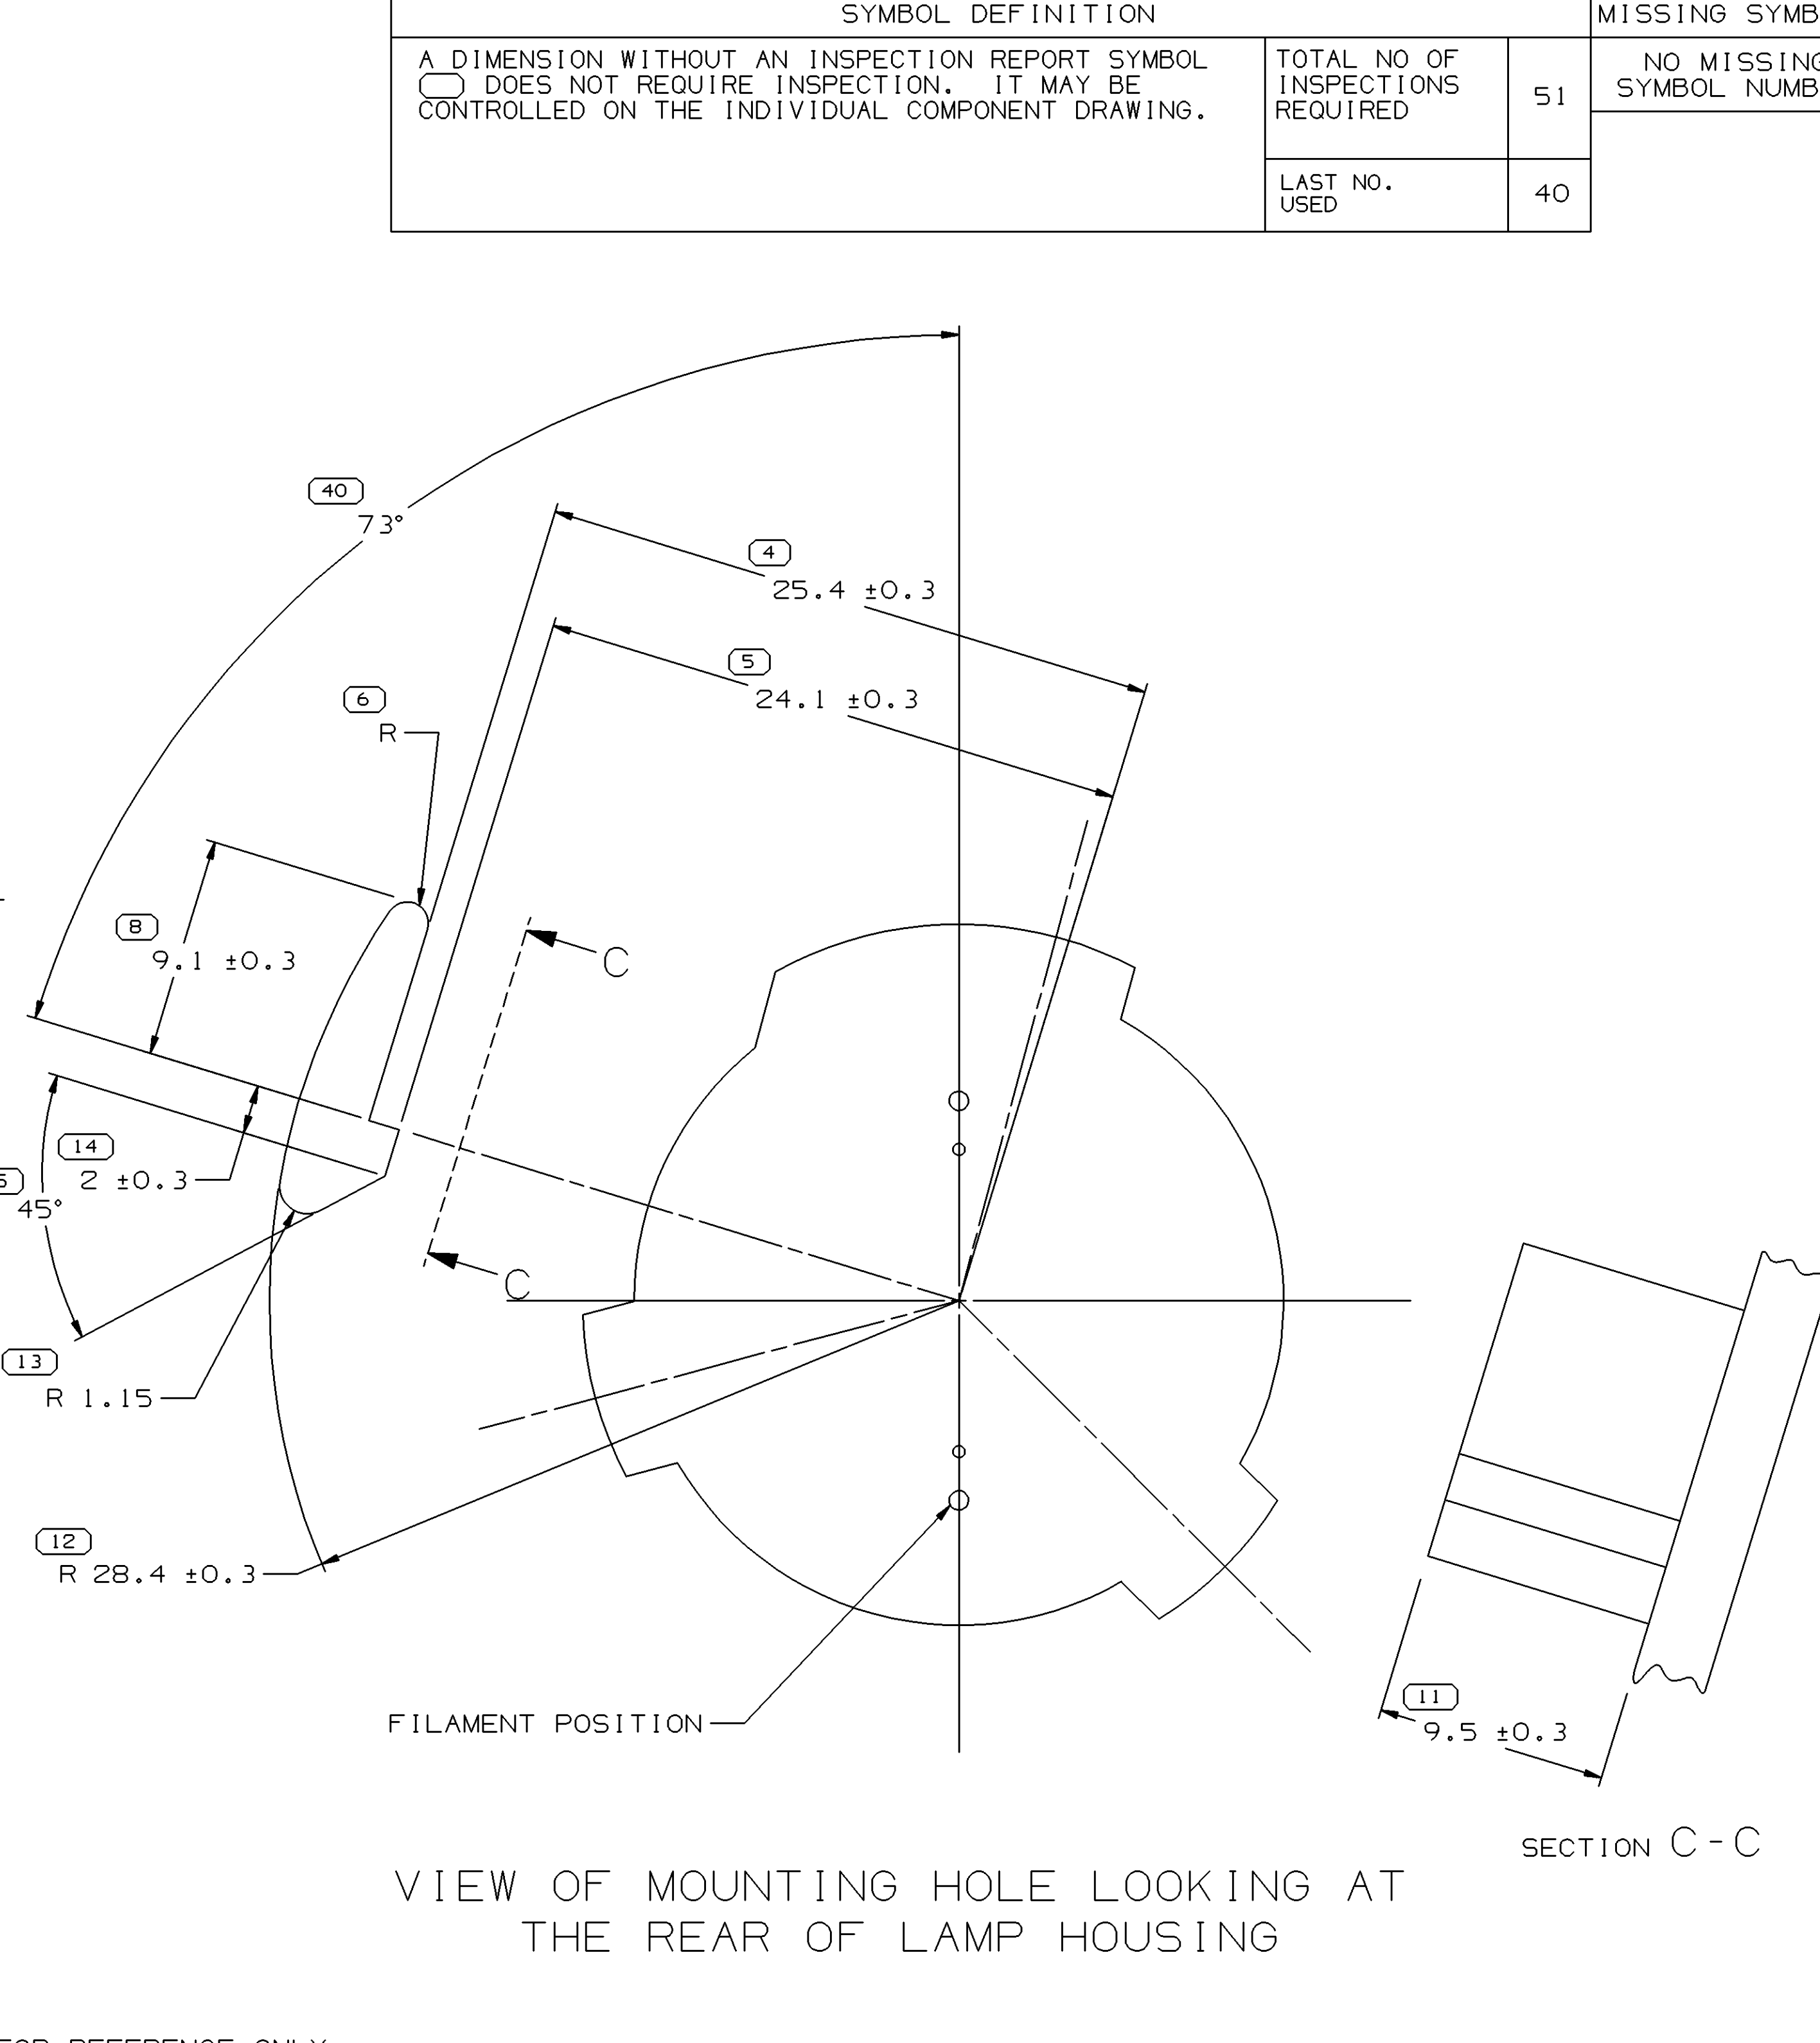 SYMBOL DEFINITION
MISSING SYMB
A DIMENSION WITHOUT AN INSPECTION REPORT SYMBOL
DOES NOT REQUIRE INSPECTION. IT MAY BE
CONTROLLED ON THE INDIVIDUAL COMPONENT DRAWING.
TOTAL NO OF
INSPECTIONS
REQUIRED
51
NO MISSING
SYMBOL NUMB
LAST NO.
USED
40
40
73°
4
25.4 ±0.3
5
24.1 ±0.3
6
R
8
9.1 ±0.3
C
14
2 ±0.3
5
45°
C
13
R 1.15
12
R 28.4 ±0.3
FILAMENT POSITION
11
9.5 ±0.3
SECTION C-C
VIEW OF MOUNTING HOLE LOOKING AT
THE REAR OF LAMP HOUSING
FOR REFERENCE ONLY